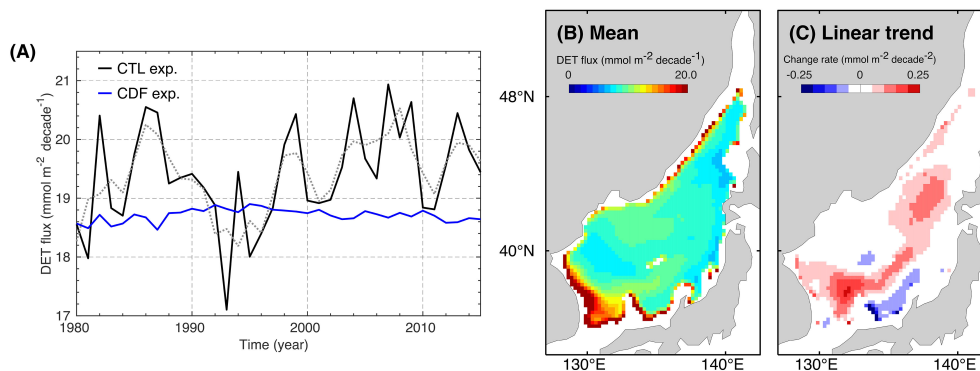 (A)
CTL exp.
CDF exp.
DET flux (mmol m⁻² decade⁻¹)
21
20
19
18
17
1980
1990
2000
2010
Time (year)
(B) Mean
DET flux (mmol m⁻² decade⁻¹)
0
20.0
48°N
40°N
130°E
140°E
(C) Linear trend
Change rate (mmol m⁻² decade⁻²)
-0.25
0
0.25
130°E
140°E